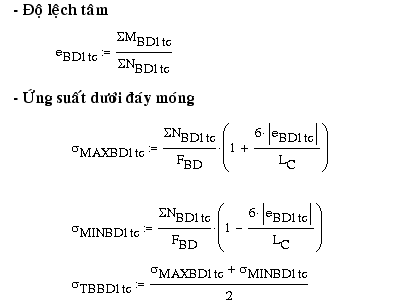 - Độ lệch tâm
e_BD1tc := ΣM_BD1tc / ΣN_BD1tc
- Ứng suất dưới đáy móng
σ_MAXBD1tc := ΣN_BD1tc / F_BD · (1 + 6·|e_BD1tc| / L_C)
σ_MINBD1tc := ΣN_BD1tc / F_BD · (1 − 6·|e_BD1tc| / L_C)
σ_TBBD1tc := (σ_MAXBD1tc + σ_MINBD1tc) / 2